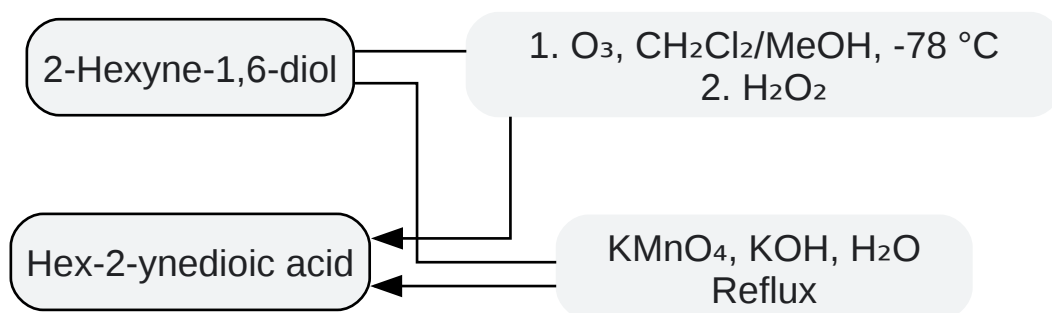 2-Hexyne-1,6-diol
1. O₃, CH₂Cl₂/MeOH, -78 °C
2. H₂O₂
Hex-2-ynedioic acid
KMnO₄, KOH, H₂O
Reflux